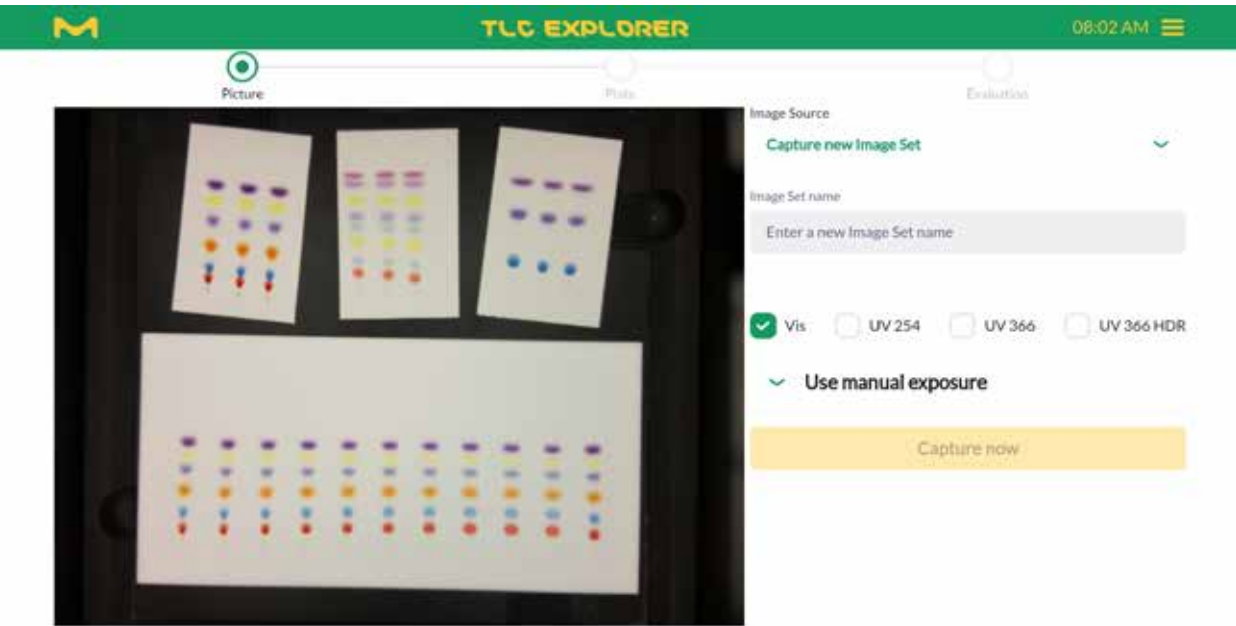 TLC EXPLORER
08:02 AM
Picture
Plate
Evaluation
Image Source
Capture new Image Set
Image Set name
Enter a new Image Set name
Vis
UV 254
UV 366
UV 366 HDR
Use manual exposure
Capture now